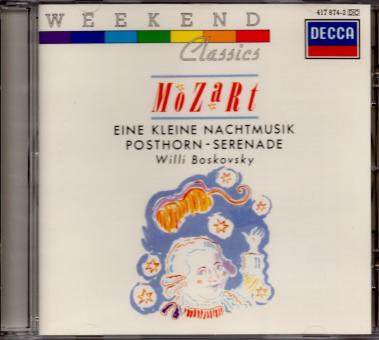 WEEKEND
Classics
DECCA
417 874-2
MOZaRt
EINE KLEINE NACHTMUSIK
POSTHORN-SERENADE
Willi Boskovsky